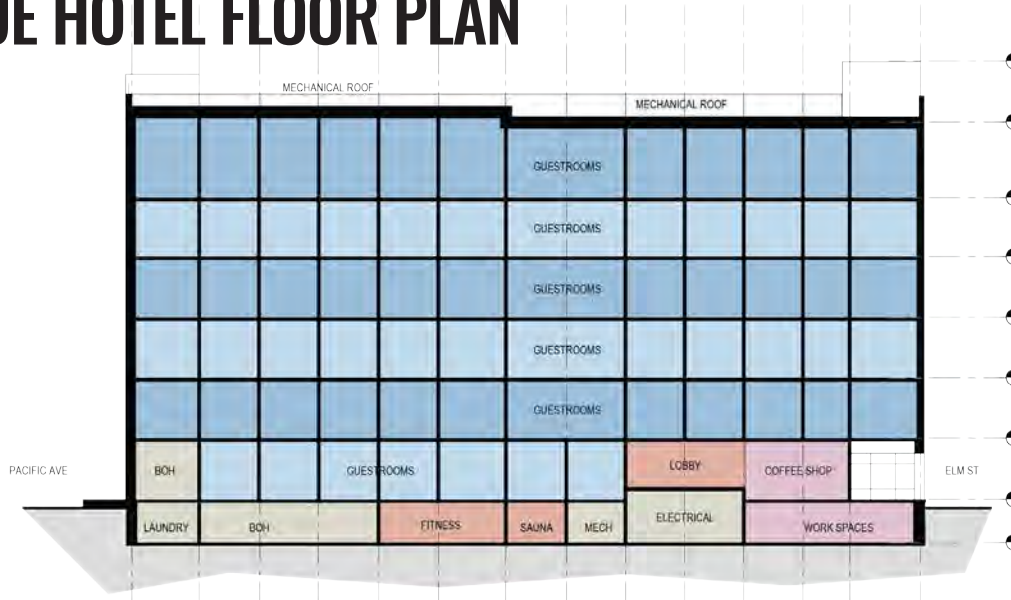 UE HOTEL FLOOR PLAN
MECHANICAL ROOF
MECHANICAL ROOF
GUESTROOMS
GUESTROOMS
GUESTROOMS
GUESTROOMS
GUESTROOMS
PACIFIC AVE
BOH
GUESTROOMS
LOBBY
COFFEE SHOP
ELM ST
LAUNDRY
BOH
FITNESS
SAUNA
MECH
ELECTRICAL
WORK SPACES